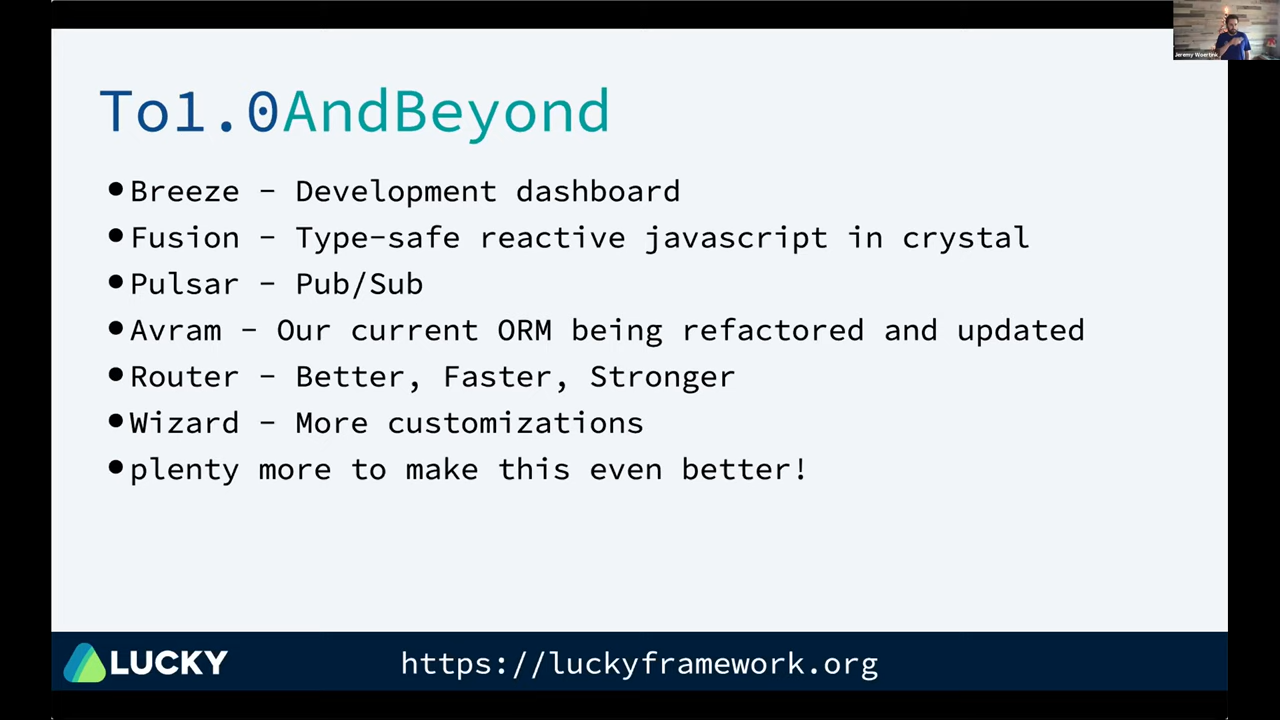 Jeremy Woertink
To1.0AndBeyond
•Breeze - Development dashboard
•Fusion - Type-safe reactive javascript in crystal
•Pulsar - Pub/Sub
•Avram - Our current ORM being refactored and updated
•Router - Better, Faster, Stronger
•Wizard - More customizations
•plenty more to make this even better!
LUCKY
https://luckyframework.org